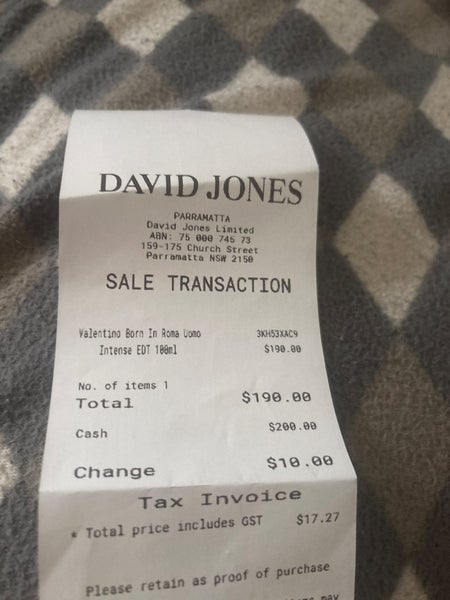 DAVID JONES
PARRAMATTA
David Jones Limited
ABN: 75 000 745 73
159-175 Church Street
Parramatta NSW 2150
SALE TRANSACTION
Valentino Born In Roma Uomo 3KH53XAC9
Intense EDT 100ml $190.00
No. of items 1
Total $190.00
Cash $200.00
Change $10.00
Tax Invoice
* Total price includes GST $17.27
Please retain as proof of purchase
may